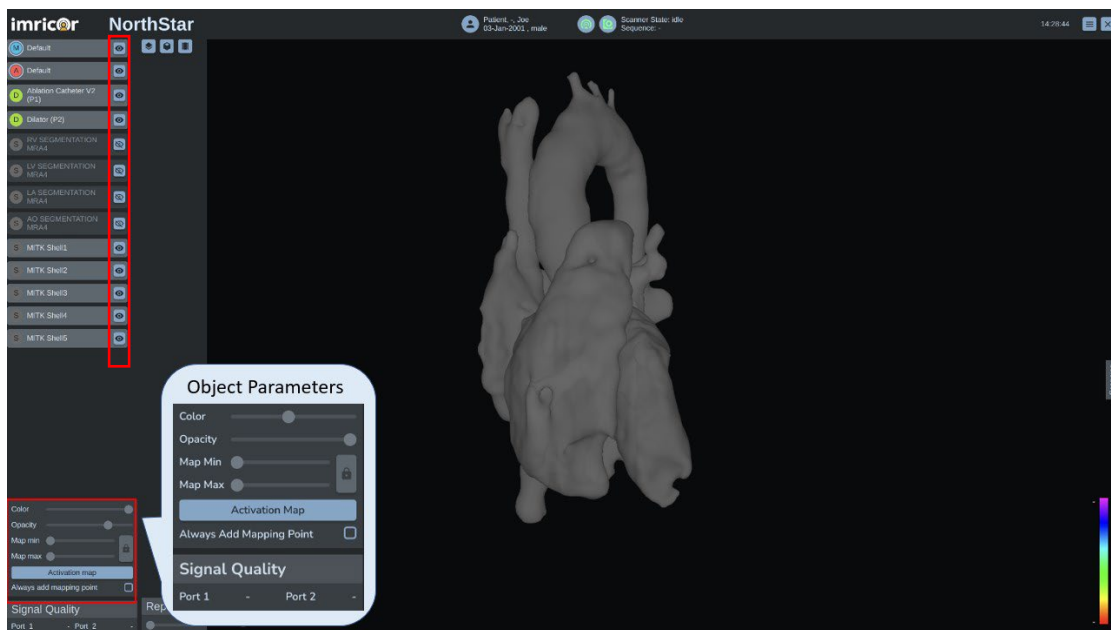 imricor NorthStar
Patient, -, Joe
03-Jan-2001 , male
Scanner State: idle
Sequence: -
14:28:44
M Default
A Default
D Ablation Catheter V2
(P1)
D Dilator (P2)
S RV SEGMENTATION
MRA4
S LV SEGMENTATION
MRA4
S LA SEGMENTATION
MRA4
S AO SEGMENTATION
MRA4
S MITK Shell1
S MITK Shell2
S MITK Shell3
S MITK Shell4
S MITK Shell5
Object Parameters
Color
Opacity
Map Min
Map Max
Activation Map
Always Add Mapping Point
Signal Quality
Port 1 - Port 2 -
Color
Opacity
Map min
Map max
Activation map
Always add mapping point
Signal Quality
Port 1 - Port 2 -